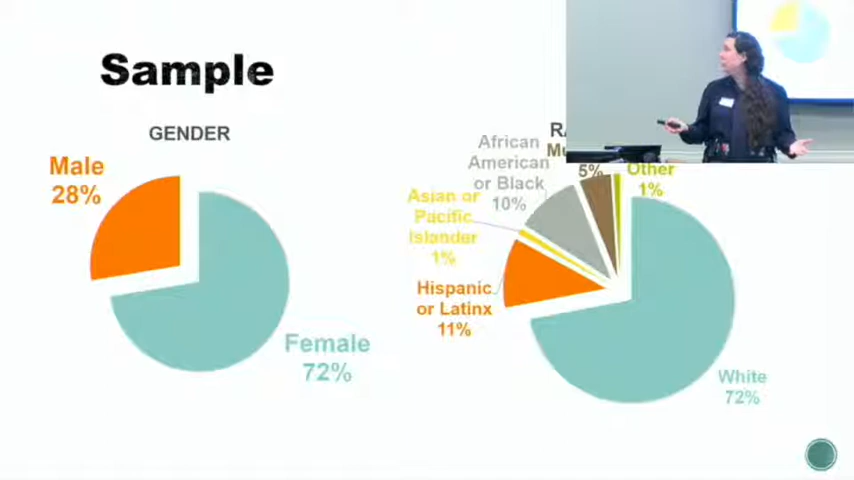 Sample
GENDER
Male
28%
Female
72%
African
American
or Black
10%
5%
Other
1%
Asian or
Pacific
Islander
1%
Hispanic
or Latinx
11%
White
72%